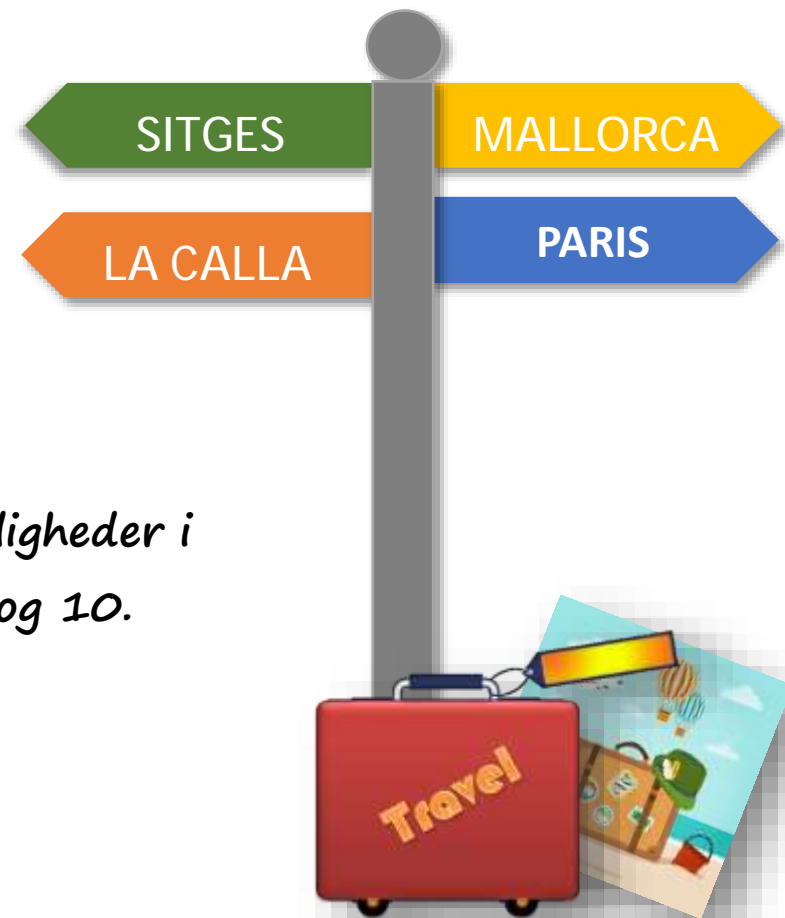 SITGES
MALLORCA
LA CALLA
PARIS
ligheder i
og 10.
Travel